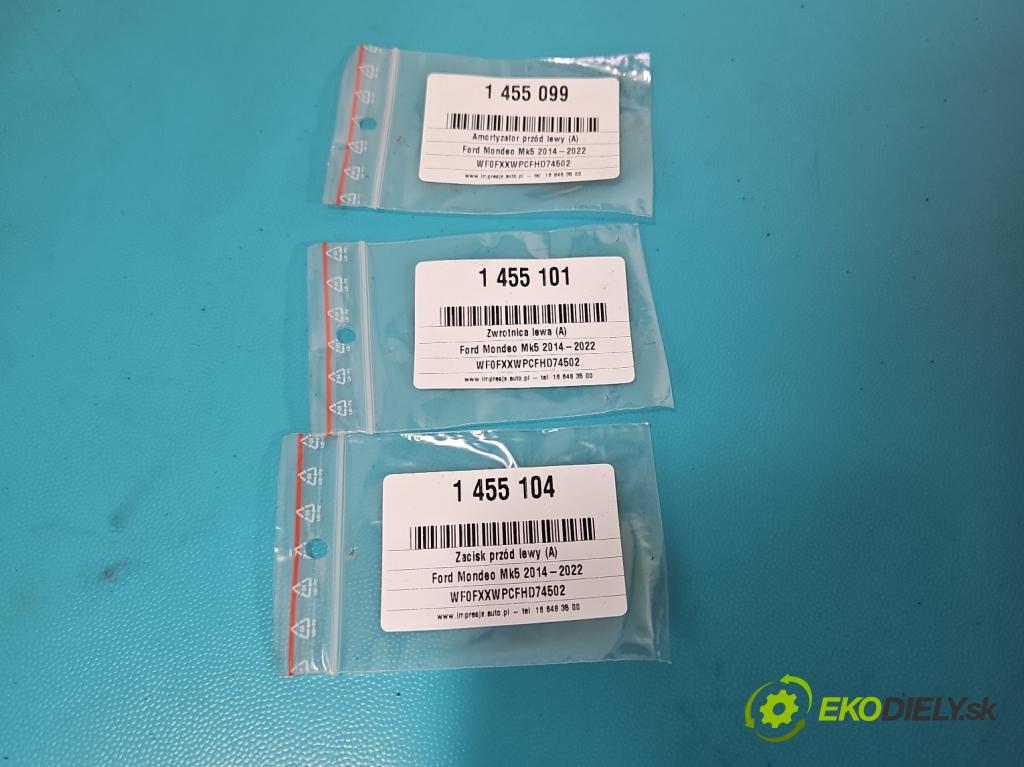 1 455 099
Amortyzator przód lewy (A)
Ford Mondeo Mk5 2014-2022
WF0FXXWPCFHD74502
www.impresja.auto.pl - tel 16 648 35 00
1 455 101
Zwrotnica lewa (A)
Ford Mondeo Mk5 2014-2022
WF0FXXWPCFHD74502
www.impresja.auto.pl - tel 16 648 35 00
1 455 104
Zacisk przód lewy (A)
Ford Mondeo Mk5 2014-2022
WF0FXXWPCFHD74502
www.impresja.auto.pl - tel 16 648 35 00
EKODIELY.sk